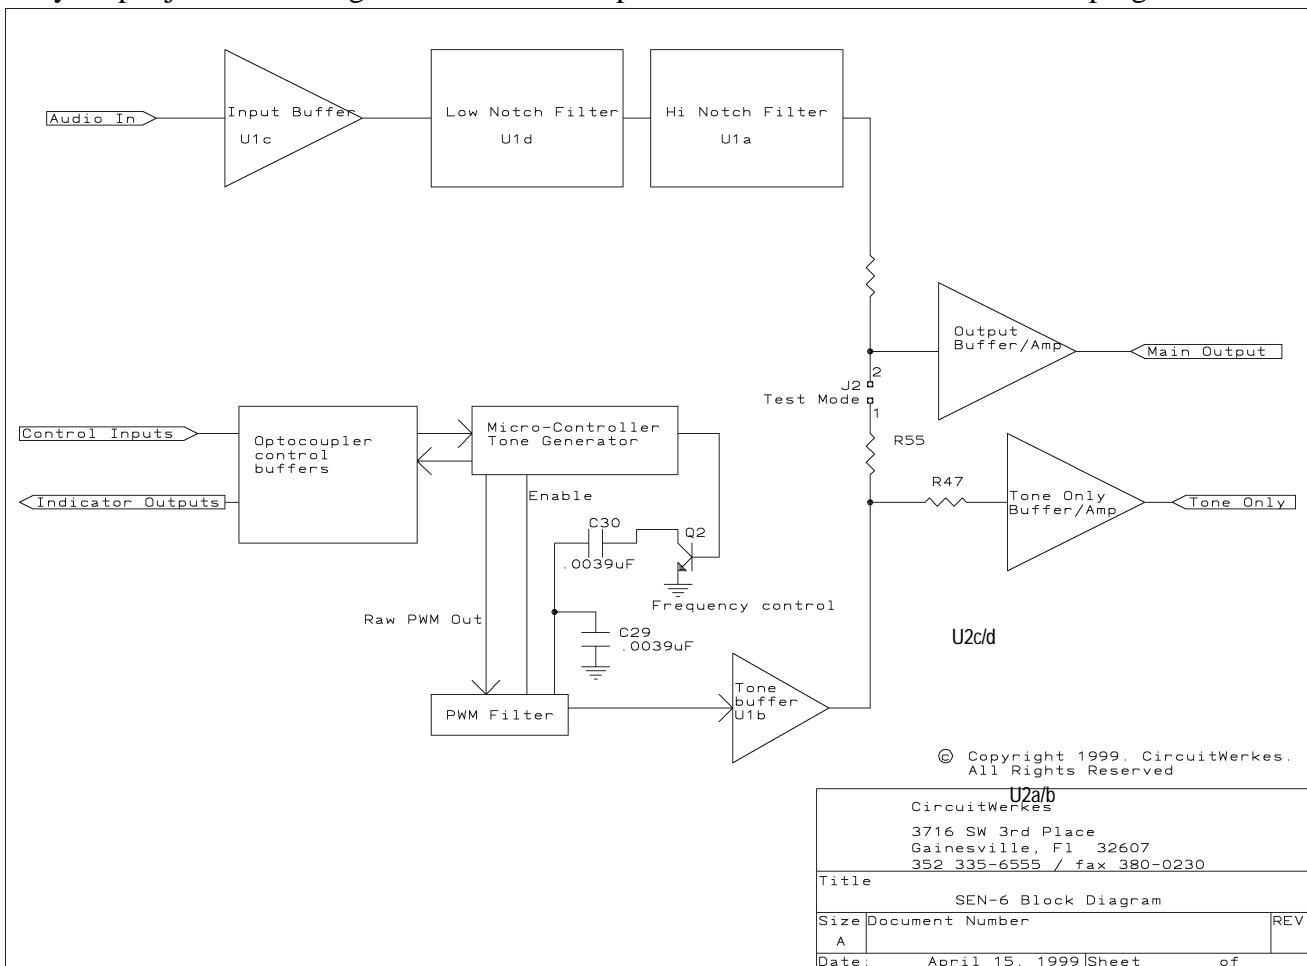 Audio In
Input Buffer
U1c
Low Notch Filter
U1d
Hi Notch Filter
U1a
Output
Buffer/Amp
Main Output
2
J2
Test Mode
1
R55
R47
Tone Only
Buffer/Amp
Tone Only
Control Inputs
Indicator Outputs
Optocoupler
control
buffers
Micro-Controller
Tone Generator
Enable
C30
.0039uF
Q2
Frequency control
Raw PWM Out
C29
.0039uF
PWM Filter
Tone
buffer
U1b
U2c/d
© Copyright 1999. CircuitWerkes.
All Rights Reserved
U2a/b
CircuitWerkes
3716 SW 3rd Place
Gainesville, Fl 32607
352 335-6555 / fax 380-0230
Title
SEN-6 Block Diagram
Size
Document Number
REV
A
Date: April 15, 1999
Sheet of